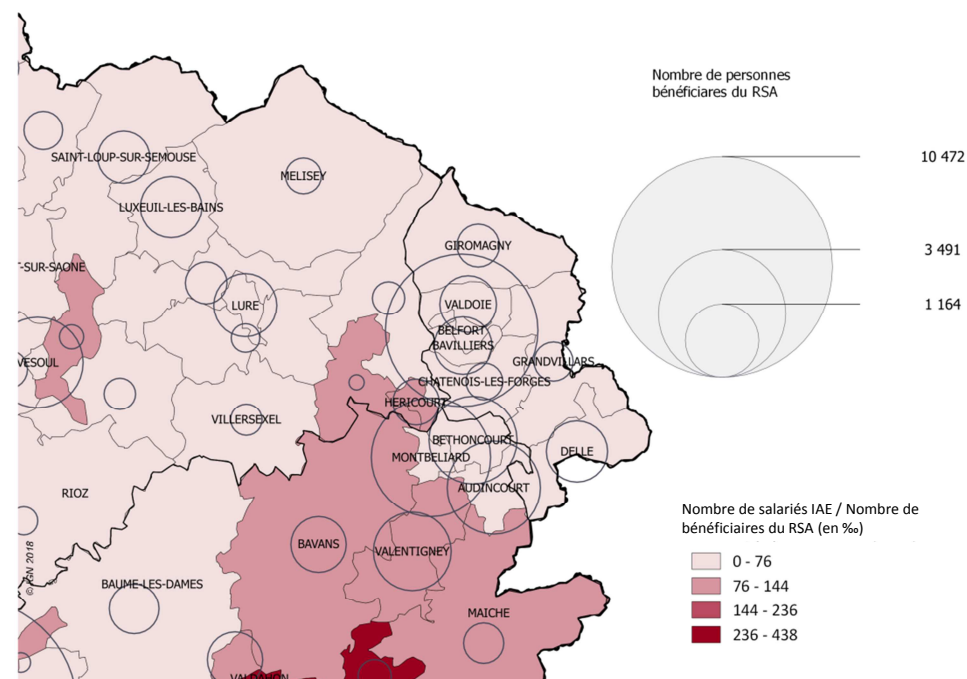 Nombre de personnes
bénéficiares du RSA
10 472
3 491
1 164
SAINT-LOUP-SUR-SEMOUSE
MELISEY
LUXEUIL-LES-BAINS
GIROMAGNY
T-SUR-SAONE
LURE
VALDOIE
BELFORT
BAVILLIERS
VESOUL
GRANDVILLARS
CHATENOIS-LES-FORGES
HERICOURT
VILLERSEXEL
BETHONCOURT
MONTBELIARD
DELLE
AUDINCOURT
RIOZ
BAVANS
VALENTIGNEY
BAUME-LES-DAMES
MAICHE
VALDAHON
© IGN 2018
Nombre de salariés IAE / Nombre de
bénéficiaires du RSA (en ‰)
0 - 76
76 - 144
144 - 236
236 - 438